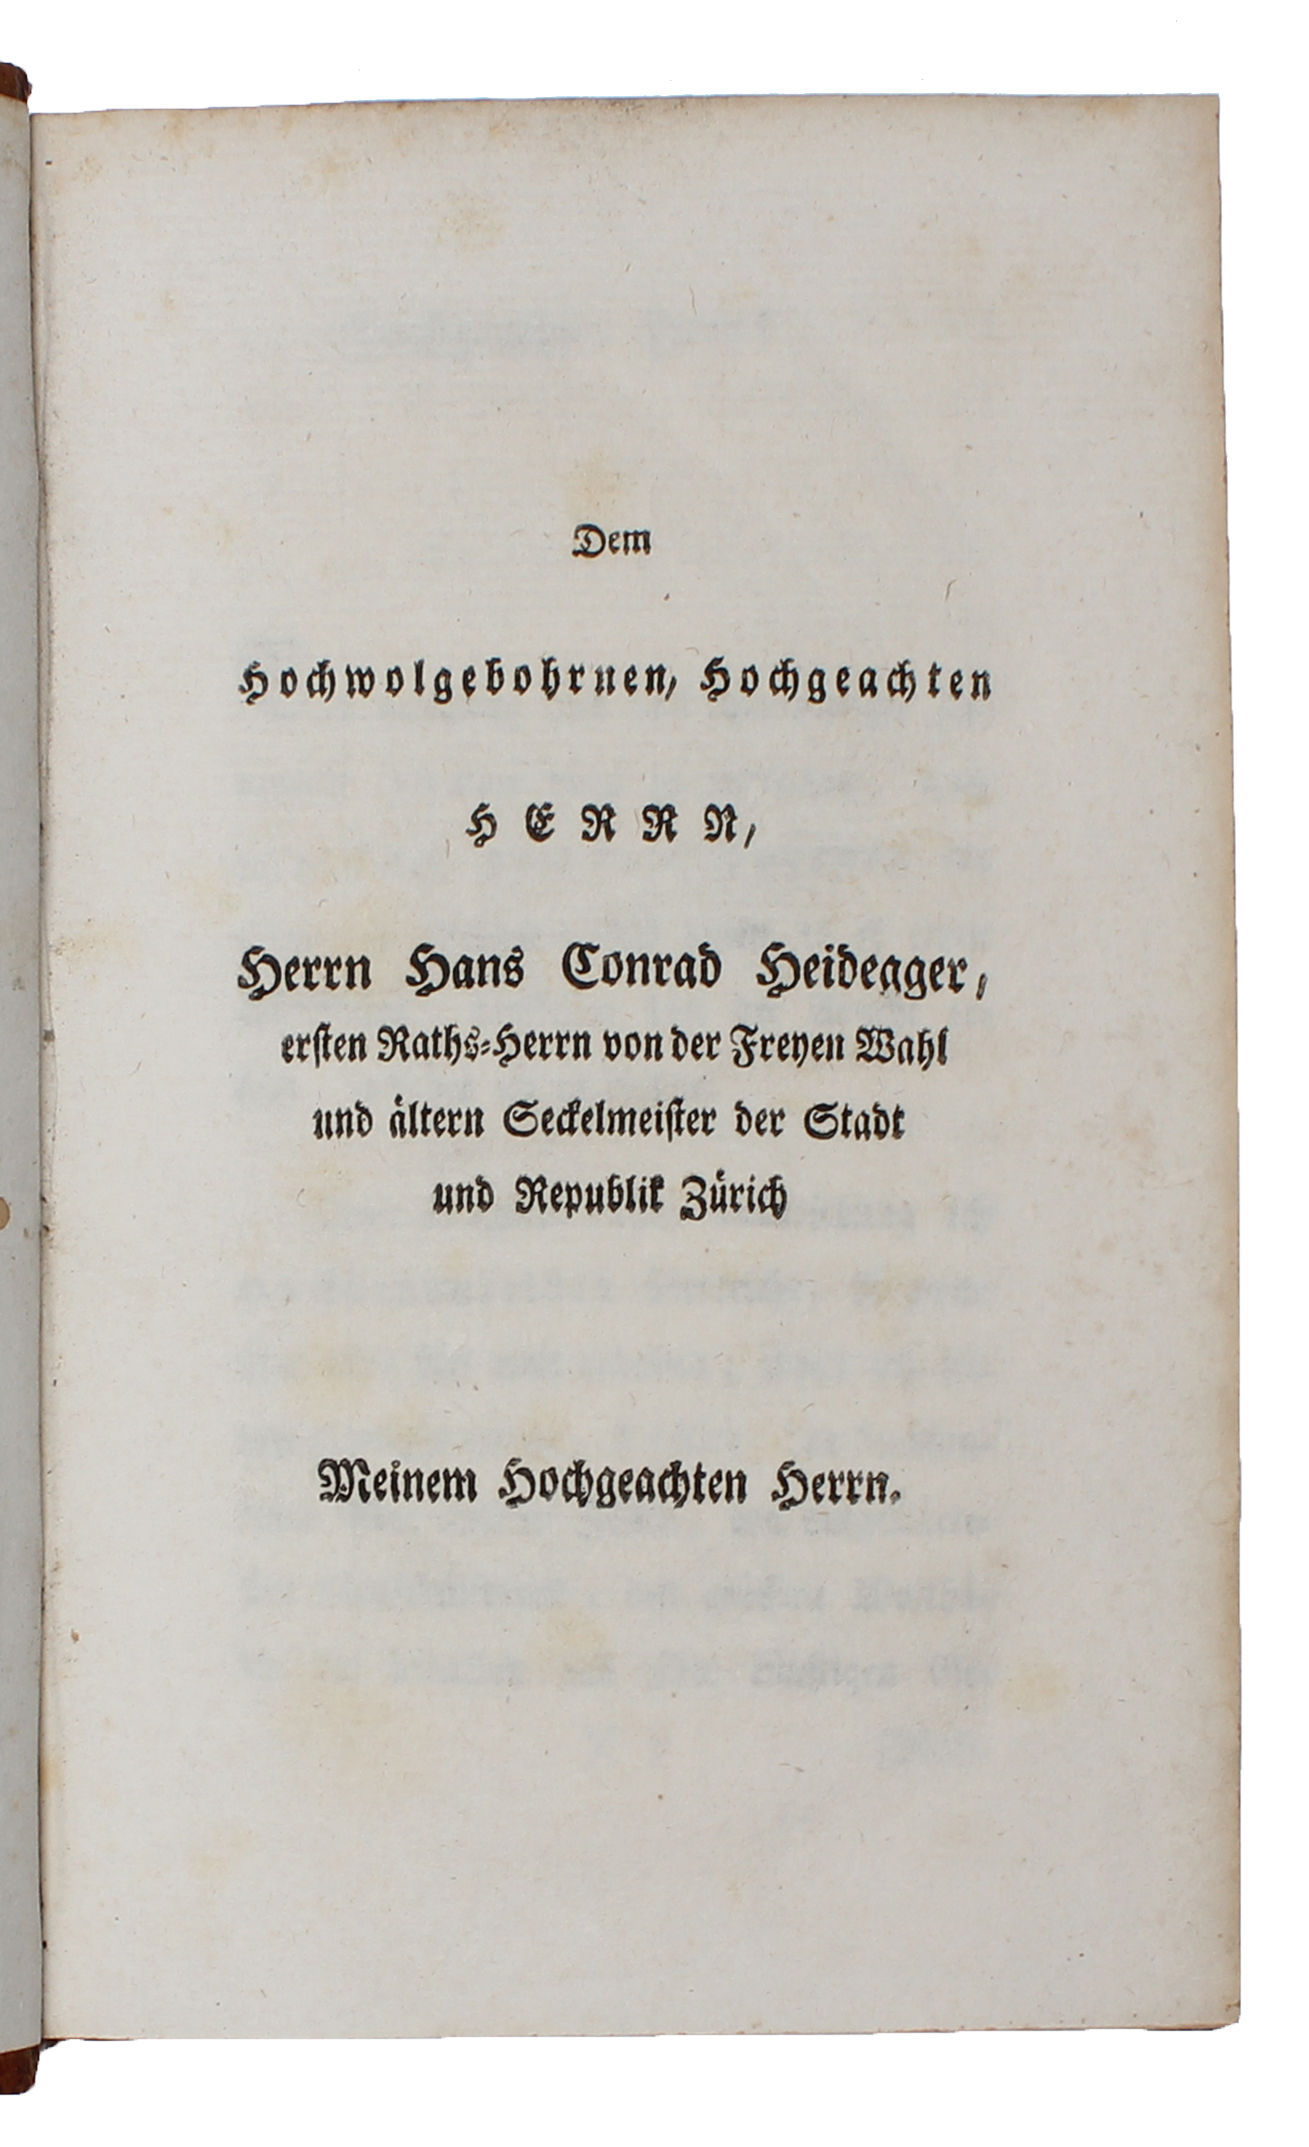 Dem
Hochwolgebohrnen, Hochgeachten
HERRN,
Herrn Hans Conrad Heidegger,
ersten Raths-Herrn von der Freyen Wahl
und ältern Seckelmeister der Stadt
und Republik Zürich
Meinem Hochgeachten Herrn.